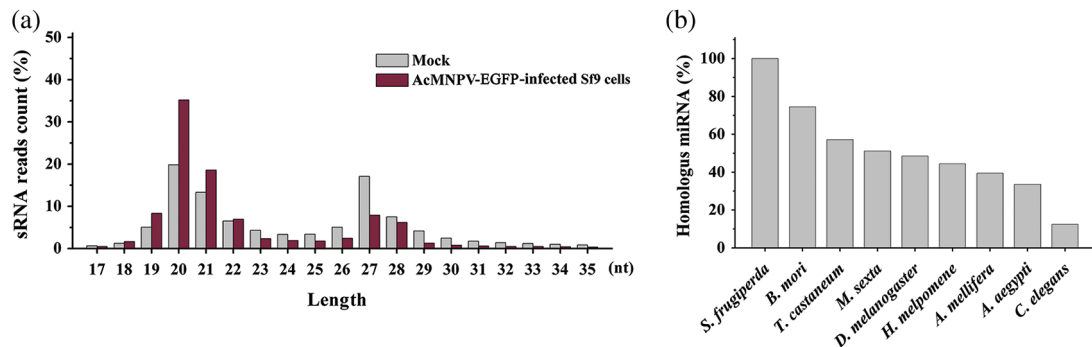 (a)
50
40
30
20
10
0
sRNA reads count (%)
Mock
AcMNPV-EGFP-infected Sf9 cells
17 18 19 20 21 22 23 24 25 26 27 28 29 30 31 32 33 34 35 (nt)
Length
(b)
100
80
60
40
20
0
Homologus miRNA (%)
S. frugiperda
B. mori
T. castaneum
M. sexta
D. melanogaster
H. melpomene
A. mellifera
A. aegypti
C. elegans